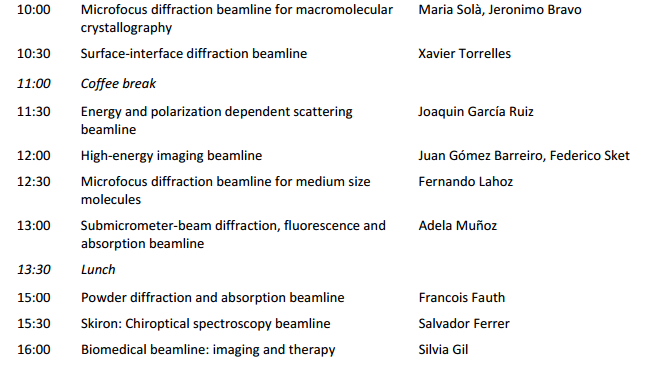 10:00 Microfocus diffraction beamline for macromolecular Maria Solà, Jeronimo Bravo
crystallography
10:30 Surface-interface diffraction beamline Xavier Torrelles
11:00 Coffee break
11:30 Energy and polarization dependent scattering Joaquin García Ruiz
beamline
12:00 High-energy imaging beamline Juan Gómez Barreiro, Federico Sket
12:30 Microfocus diffraction beamline for medium size Fernando Lahoz
molecules
13:00 Submicrometer-beam diffraction, fluorescence and Adela Muñoz
absorption beamline
13:30 Lunch
15:00 Powder diffraction and absorption beamline Francois Fauth
15:30 Skiron: Chiroptical spectroscopy beamline Salvador Ferrer
16:00 Biomedical beamline: imaging and therapy Silvia Gil